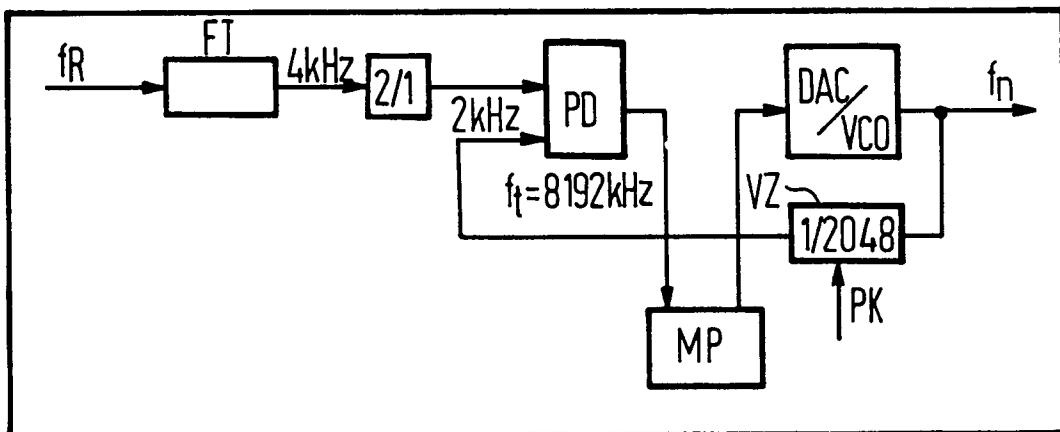 FT
fR
4kHz
2/1
2kHz
PD
DAC/VCO
fn
ft=8192kHz
VZ
1/2048
PK
MP